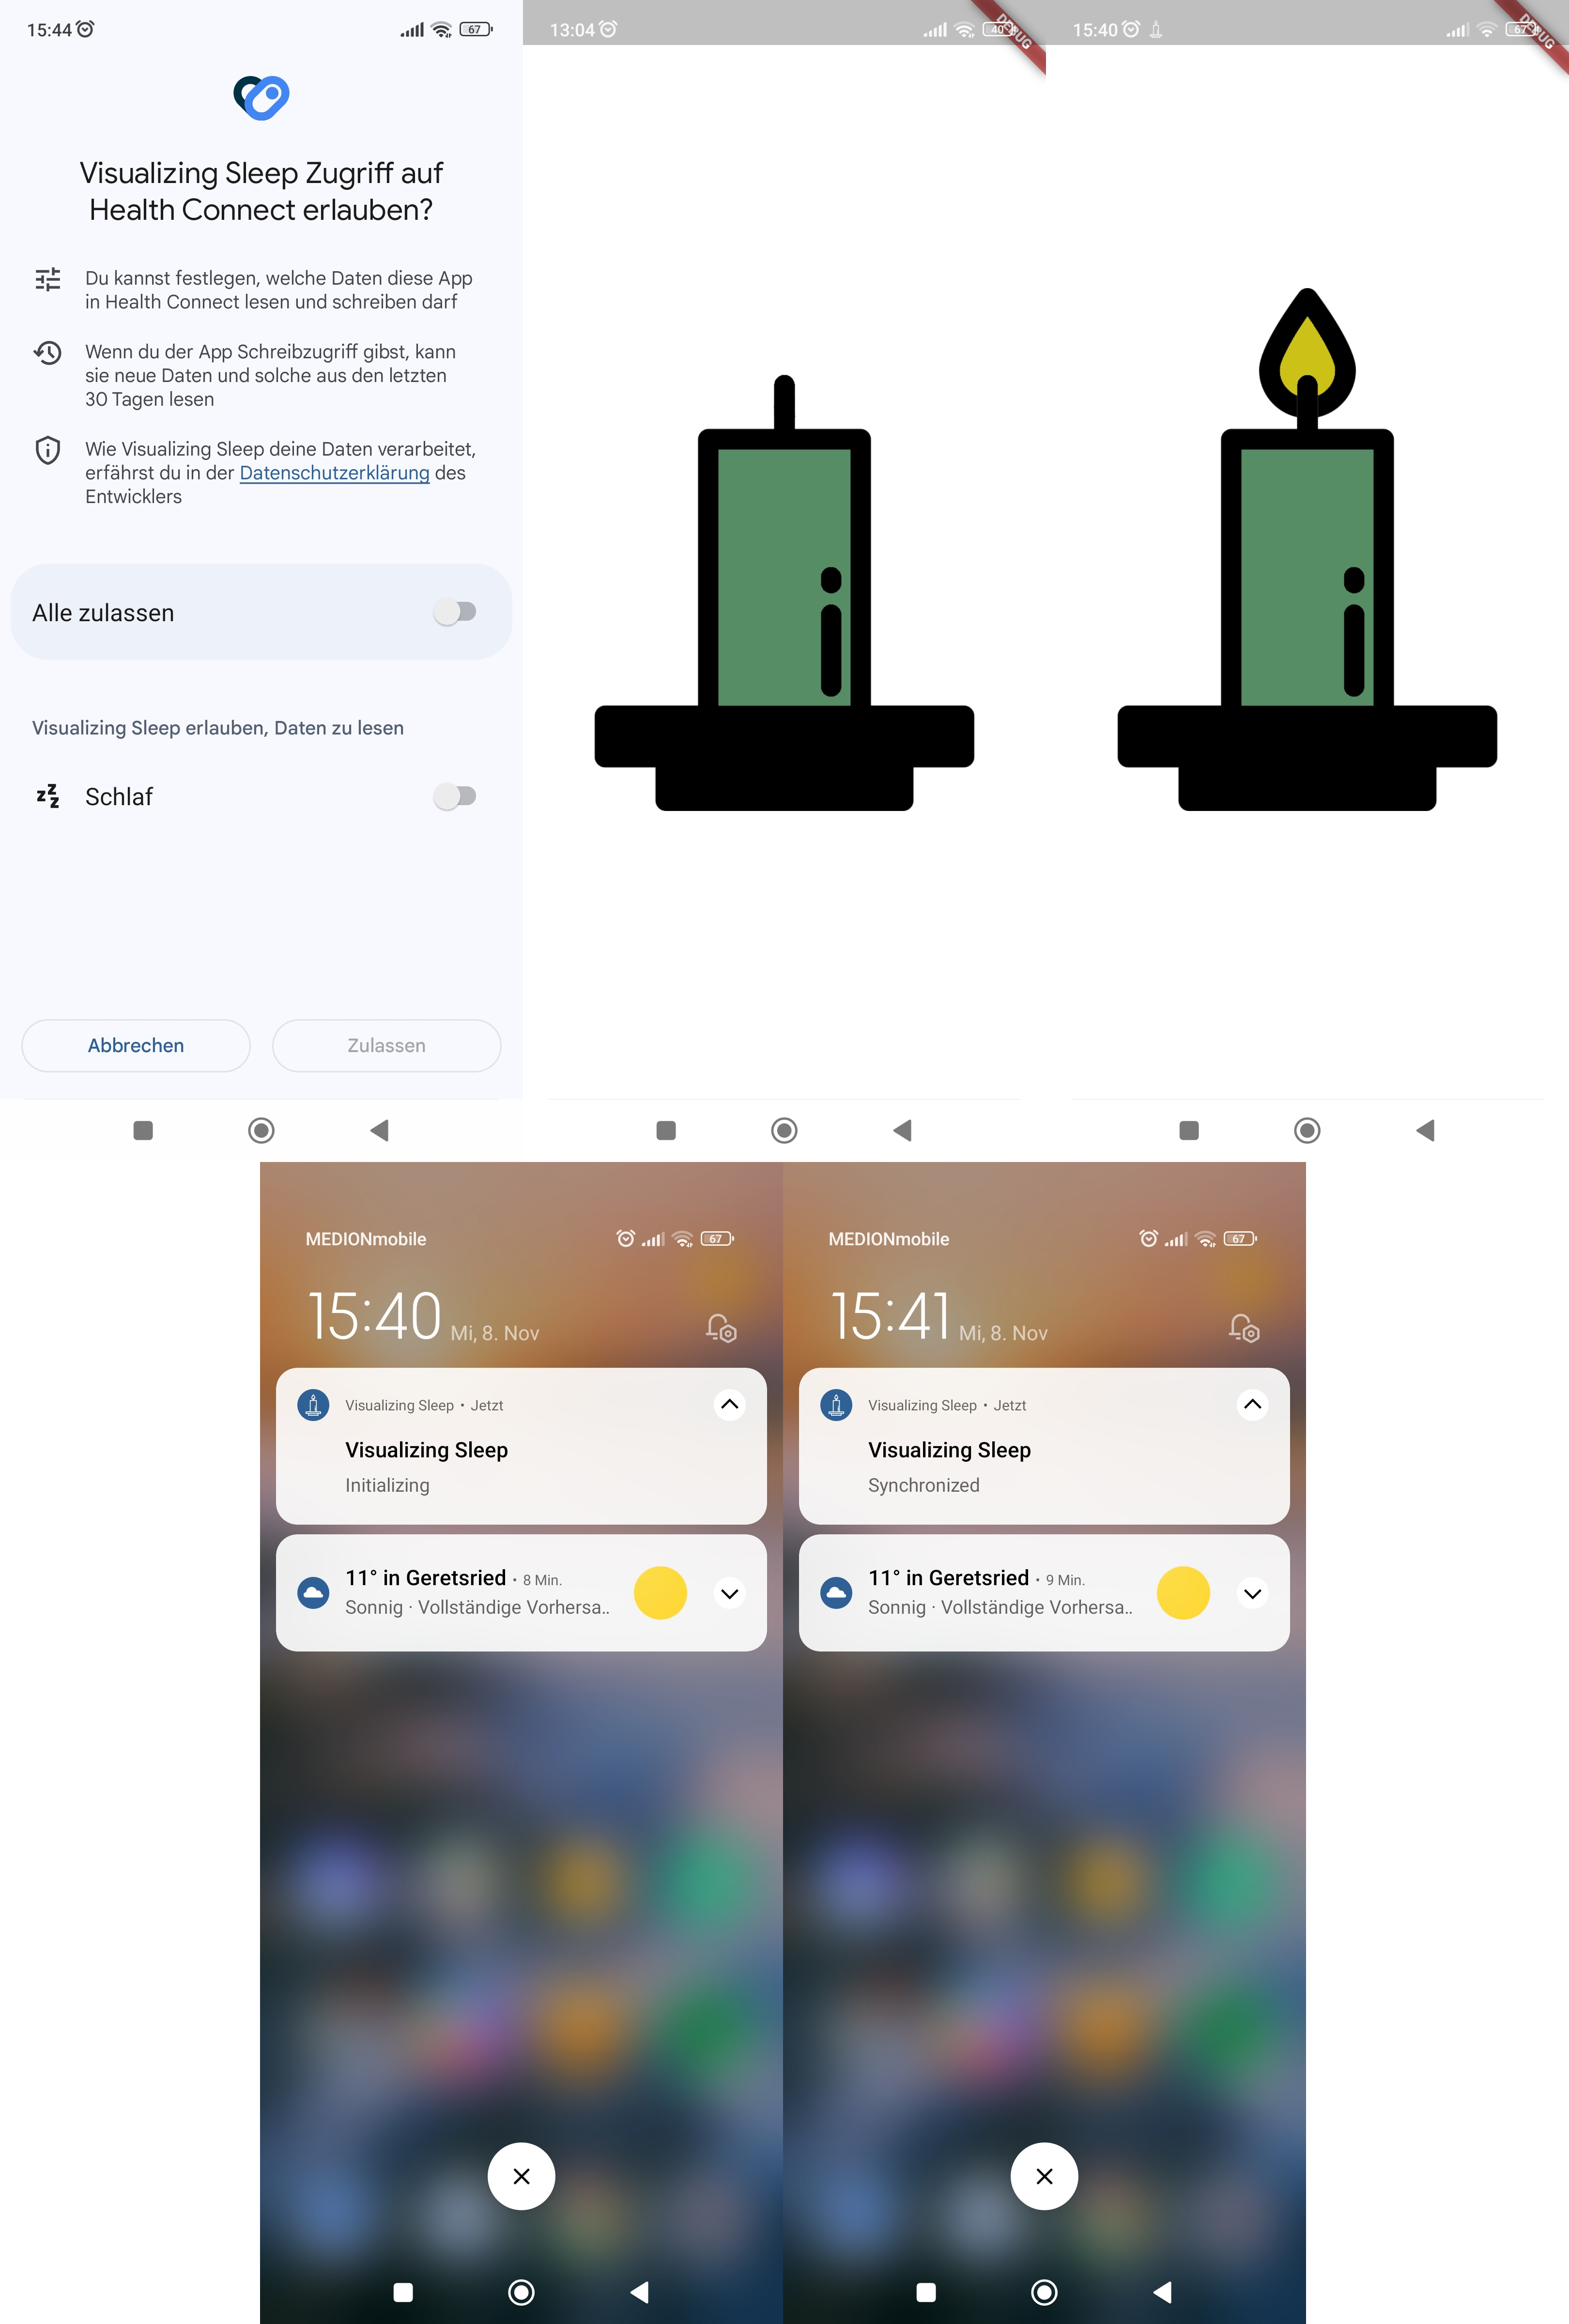 15:44
67
Visualizing Sleep Zugriff auf
Health Connect erlauben?
Du kannst festlegen, welche Daten diese App
in Health Connect lesen und schreiben darf
Wenn du der App Schreibzugriff gibst, kann
sie neue Daten und solche aus den letzten
30 Tagen lesen
Wie Visualizing Sleep deine Daten verarbeitet,
erfährst du in der Datenschutzerklärung des
Entwicklers
Alle zulassen
Visualizing Sleep erlauben, Daten zu lesen
zzz
Schlaf
Abbrechen
Zulassen
13:04
40
DEBUG
15:40
67
DEBUG
MEDIONmobile
67
15:40 Mi, 8. Nov
Visualizing Sleep • Jetzt
Visualizing Sleep
Initializing
11° in Geretsried • 8 Min.
Sonnig · Vollständige Vorhersa..
MEDIONmobile
67
15:41 Mi, 8. Nov
Visualizing Sleep • Jetzt
Visualizing Sleep
Synchronized
11° in Geretsried • 9 Min.
Sonnig · Vollständige Vorhersa..